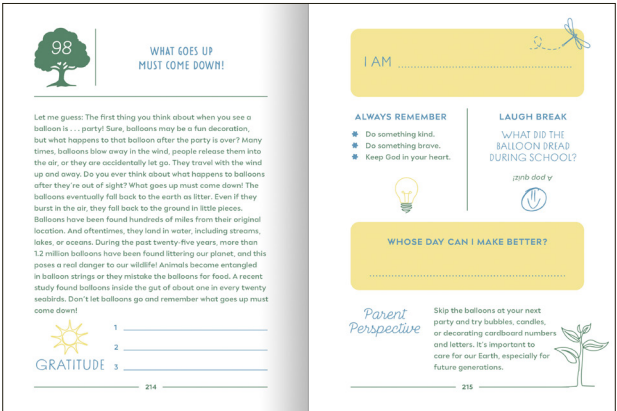 98
WHAT GOES UP
MUST COME DOWN!
Let me guess: The first thing you think about when you see a
balloon is . . . party! Sure, balloons may be a fun decoration,
but what happens to that balloon after the party is over? Many
times, balloons blow away in the wind, people release them into
the air, or they are accidentally let go. They travel with the wind
up and away. Do you ever think about what happens to balloons
after they're out of sight? What goes up must come down! The
balloons eventually fall back to the earth as litter. Even if they
burst in the air, they fall back to the ground in little pieces.
Balloons have been found hundreds of miles from their original
location. And oftentimes, they land in water, including streams,
lakes, or oceans. During the past twenty-five years, more than
1.2 million balloons have been found littering our planet, and this
poses a real danger to our wildlife! Animals become entangled
in balloon strings or they mistake the balloons for food. A recent
study found balloons inside the gut of about one in every twenty
seabirds. Don't let balloons go and remember what goes up must
come down!
GRATITUDE
1
2
3
214
I AM
ALWAYS REMEMBER
Do something kind.
Do something brave.
Keep God in your heart.
LAUGH BREAK
WHAT DID THE
BALLOON DREAD
DURING SCHOOL?
A pop quiz!
WHOSE DAY CAN I MAKE BETTER?
Parent
Perspective
Skip the balloons at your next
party and try bubbles, candles,
or decorating cardboard numbers
and letters. It's important to
care for our Earth, especially for
future generations.
215